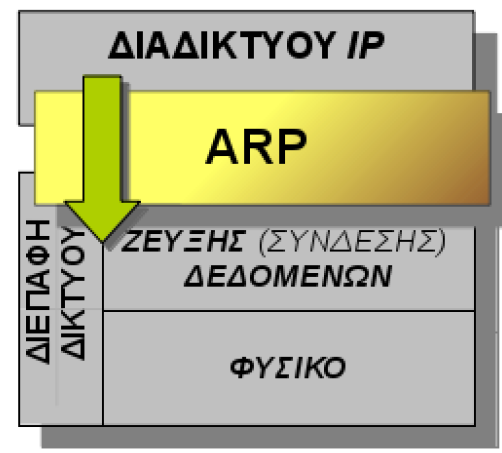 ΔΙΑΔΙΚΤΥΟΥ IP
ARP
ΔΙΕΠΑΦΗ
ΔΙΚΤΥΟΥ
ΖΕΥΞΗΣ (ΣΥΝΔΕΣΗΣ)
ΔΕΔΟΜΕΝΩΝ
ΦΥΣΙΚΟ